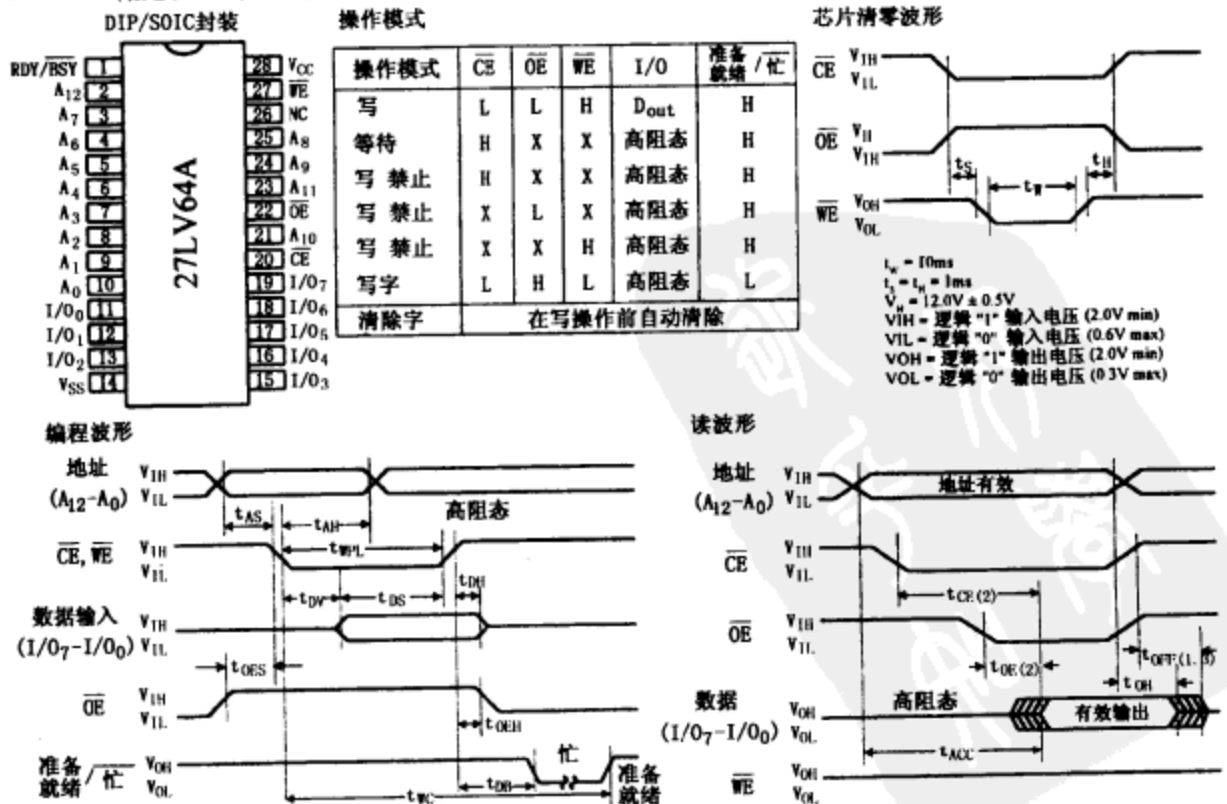 DIP/SOIC封装
RDY/BSY 1
A12 2
A7 3
A6 4
A5 5
A4 6
A3 7
A2 8
A1 9
A0 10
I/O0 11
I/O1 12
I/O2 13
VSS 14
27LV64A
28 VCC
27 WE
26 NC
25 A8
24 A9
23 A11
22 OE
21 A10
20 CE
19 I/O7
18 I/O6
17 I/O5
16 I/O4
15 I/O3
操作模式
操作模式 CE OE WE I/O 准备就绪/忙
写 L L H Dout H
等待 H X X 高阻态 H
写 禁止 H X X 高阻态 H
写 禁止 X L X 高阻态 H
写 禁止 X X H 高阻态 H
写字 L H L 高阻态 L
清除字 在写操作前自动清除
芯片清零波形
CE VIH
VIL
OE VH
VIH
tS tW tH
WE VOH
VOL
tW = 10ms
tS = tH = 1ms
VH = 12.0V ± 0.5V
VIH = 逻辑 "1" 输入电压 (2.0V min)
VIL = 逻辑 "0" 输入电压 (0.6V max)
VOH = 逻辑 "1" 输出电压 (2.0V min)
VOL = 逻辑 "0" 输出电压 (0.3V max)
编程波形
地址 VIH
(A12-A0) VIL
tAS tAH 高阻态
CE, WE VIH
VIL
tWPL
tDV tDS tDH
数据输入 VIH
(I/O7-I/O0) VIL
tOES
OE VIH
VIL
tOEH
准备就绪/忙 VOH
VOL
tDB 忙 准备就绪
tWC
读波形
地址 VIH
(A12-A0) VIL
地址有效
CE VIH
VIL
tCE(2)
OE VIH
VIL
tOE(2) tOFF(1.3)
tOH
数据 VOH
(I/O7-I/O0) VOL
高阻态 有效输出
tACC
WE VOH
VOL